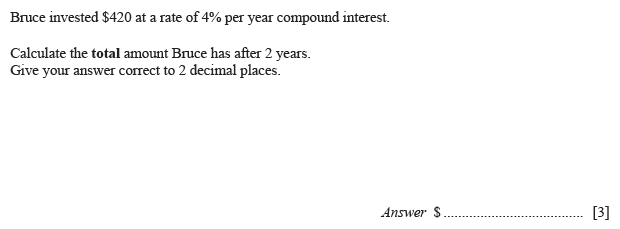 Bruce invested $420 at a rate of 4% per year compound interest.
Calculate the total amount Bruce has after 2 years.
Give your answer correct to 2 decimal places.
Answer $........................................ [3]